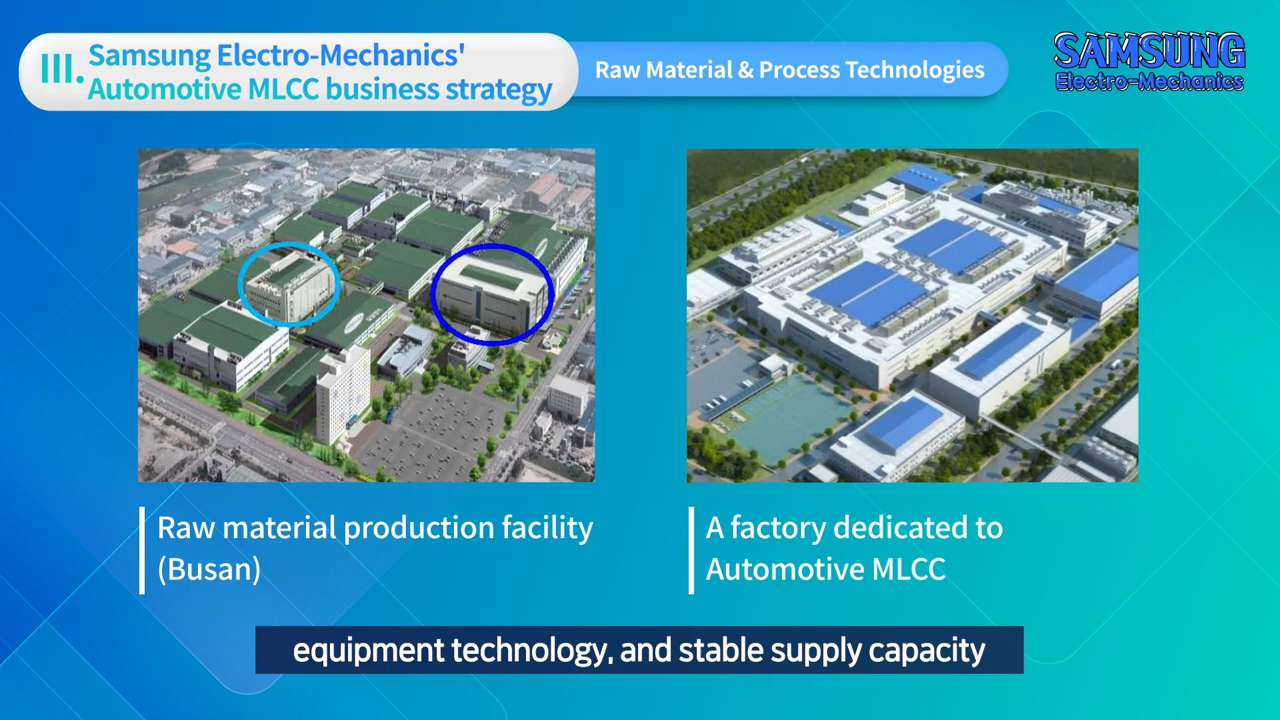 III.
Samsung Electro-Mechanics'
Automotive MLCC business strategy
Raw Material & Process Technologies
SAMSUNG
Electro-Mechanics
Raw material production facility
(Busan)
A factory dedicated to
Automotive MLCC
equipment technology, and stable supply capacity